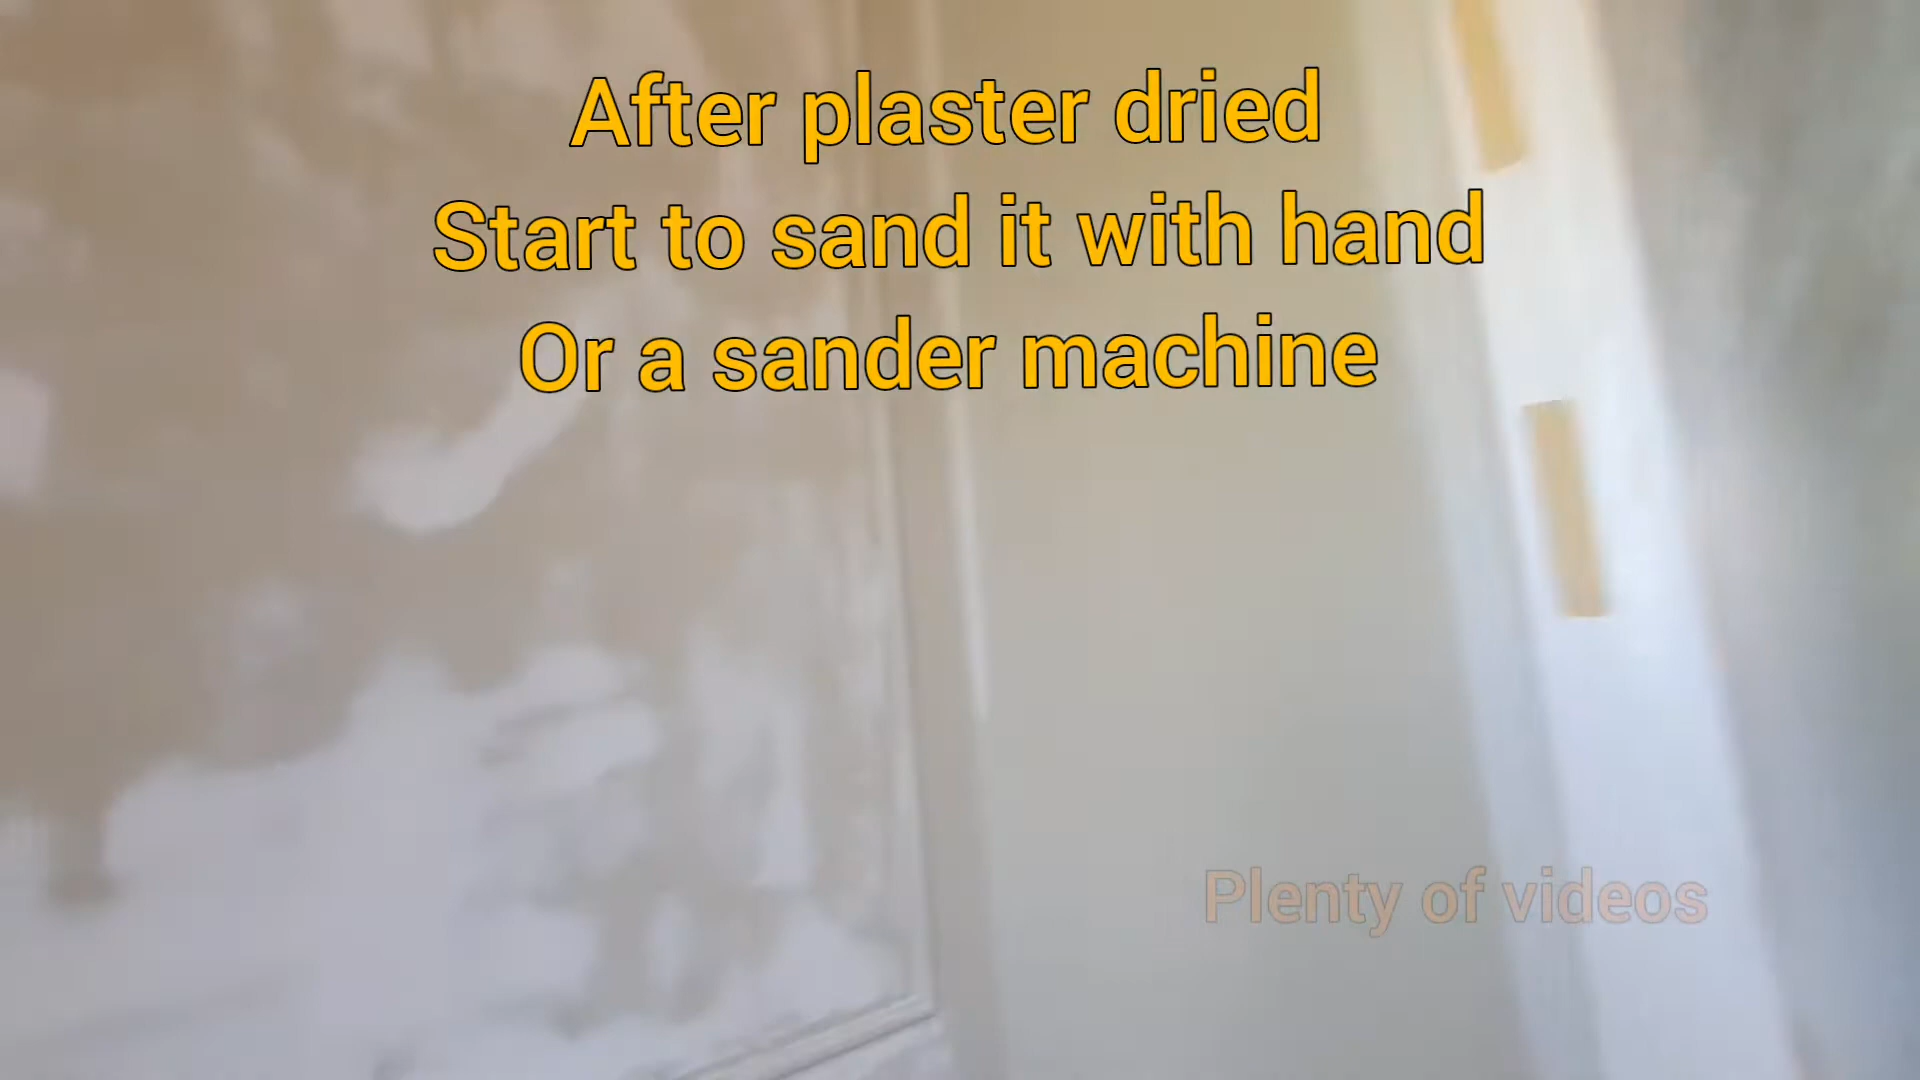 After plaster dried
Start to sand it with hand
Or a sander machine
Plenty of videos